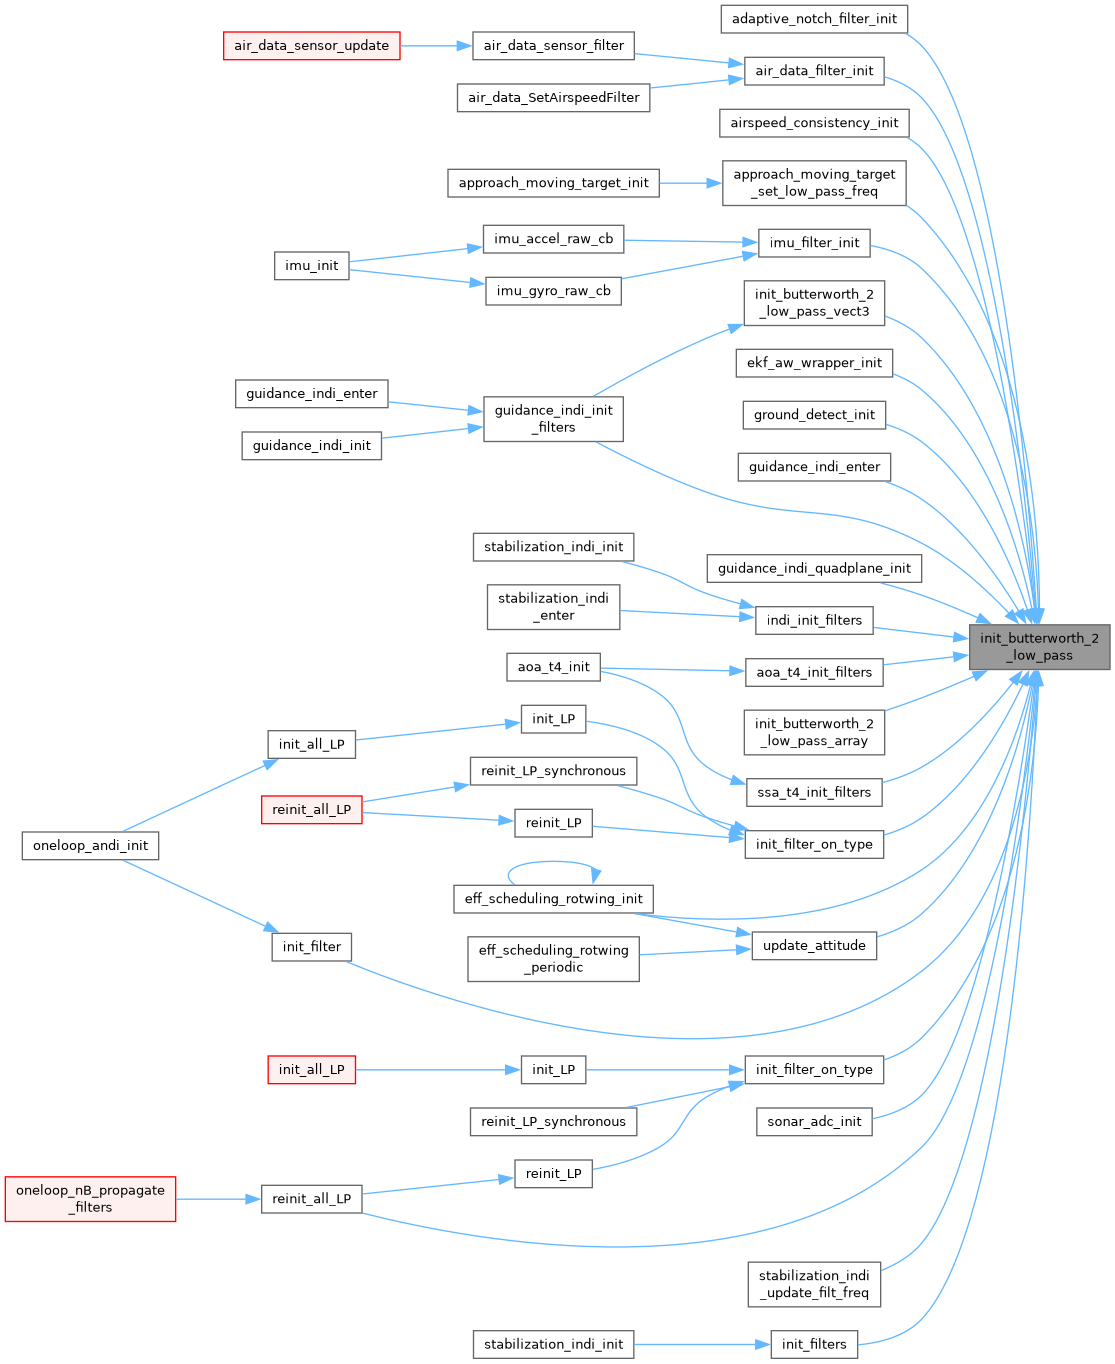 adaptive_notch_filter_init
air_data_sensor_update
air_data_sensor_filter
air_data_filter_init
air_data_SetAirspeedFilter
airspeed_consistency_init
approach_moving_target_init
approach_moving_target
_set_low_pass_freq
imu_accel_raw_cb
imu_filter_init
imu_init
imu_gyro_raw_cb
init_butterworth_2
_low_pass_vect3
ekf_aw_wrapper_init
guidance_indi_enter
guidance_indi_init
_filters
ground_detect_init
guidance_indi_init
guidance_indi_enter
stabilization_indi_init
guidance_indi_quadplane_init
stabilization_indi
_enter
indi_init_filters
init_butterworth_2
_low_pass
aoa_t4_init
aoa_t4_init_filters
init_LP
init_butterworth_2
_low_pass_array
init_all_LP
reinit_LP_synchronous
ssa_t4_init_filters
reinit_all_LP
reinit_LP
init_filter_on_type
oneloop_andi_init
eff_scheduling_rotwing_init
init_filter
eff_scheduling_rotwing
_periodic
update_attitude
init_all_LP
init_LP
init_filter_on_type
reinit_LP_synchronous
sonar_adc_init
reinit_LP
oneloop_nB_propagate
_filters
reinit_all_LP
stabilization_indi
_update_filt_freq
stabilization_indi_init
init_filters